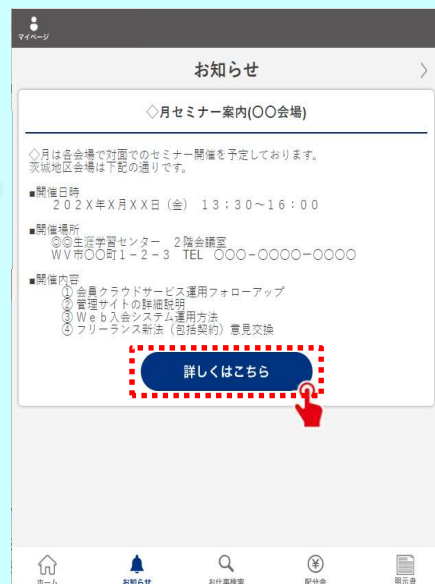 マイページ
お知らせ
◇月セミナー案内(〇〇会場)
◇月は各会場で対面でのセミナー開催を予定しております。
茨城地区会場は下記の通りです。
■開催日時
202X年X月XX日(金) 13:30~16:00
■開催場所
◎◎生涯学習センター 2階会議室
WV市〇〇町1-2-3 TEL 〇〇〇-〇〇〇〇-〇〇〇〇
■開催内容
① 会員クラウドサービス運用フォローアップ
② 管理サイトの詳細説明
③ Web入会システム運用方法
④ フリーランス新法(包括契約)意見交換
詳しくはこちら
ホーム お知らせ お仕事検索 配分金 明示書